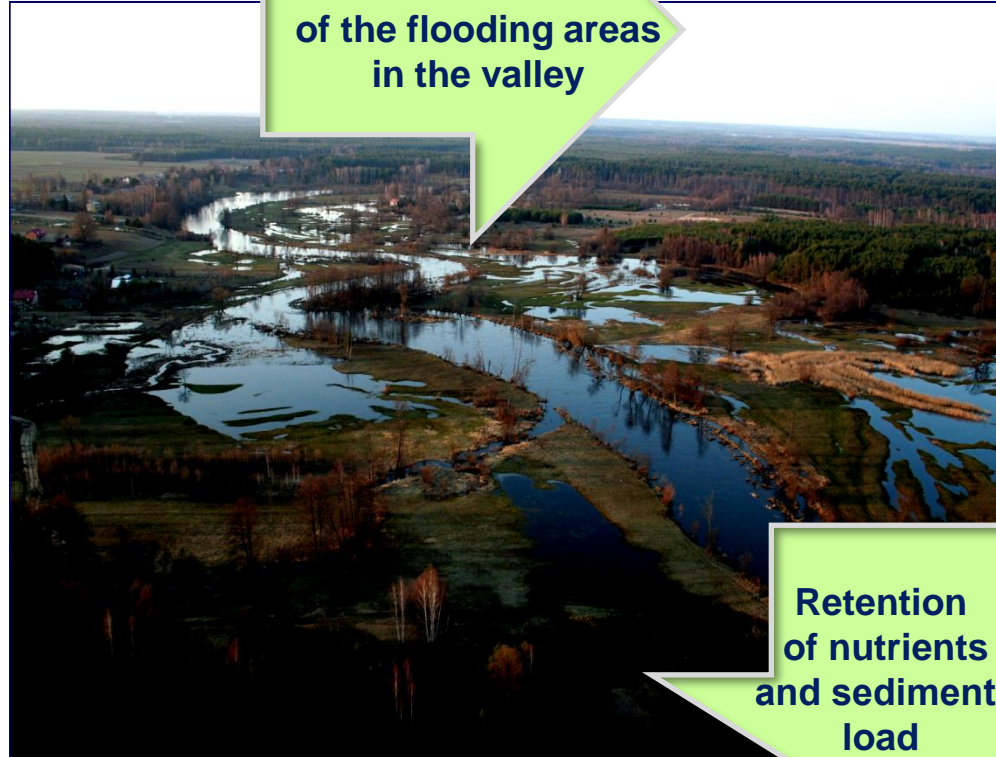 of the flooding areas
in the valley
Retention
of nutrients
and sediment
load